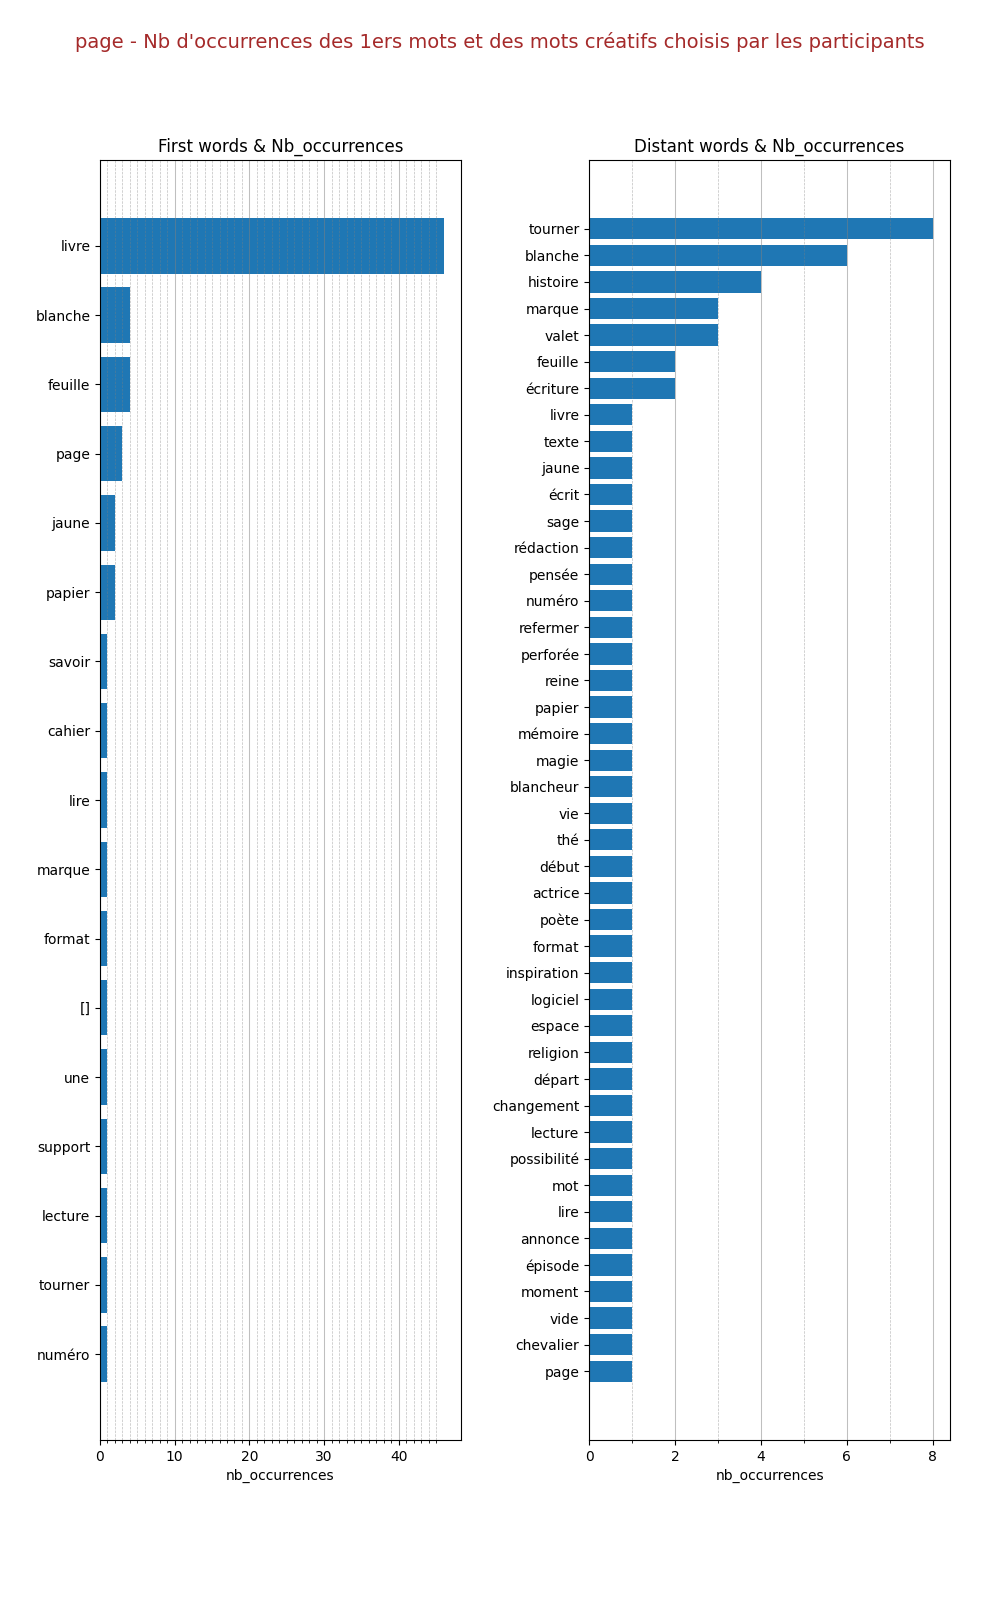 page - Nb d'occurrences des 1ers mots et des mots créatifs choisis par les participants
First words & Nb_occurrences
livre
blanche
feuille
page
jaune
papier
savoir
cahier
lire
marque
format
[]
une
support
lecture
tourner
numéro
0 10 20 30 40
nb_occurrences
Distant words & Nb_occurrences
tourner
blanche
histoire
marque
valet
feuille
écriture
livre
texte
jaune
écrit
sage
rédaction
pensée
numéro
refermer
perforée
reine
papier
mémoire
magie
blancheur
vie
thé
début
actrice
poète
format
inspiration
logiciel
espace
religion
départ
changement
lecture
possibilité
mot
lire
annonce
épisode
moment
vide
chevalier
page
0 2 4 6 8
nb_occurrences